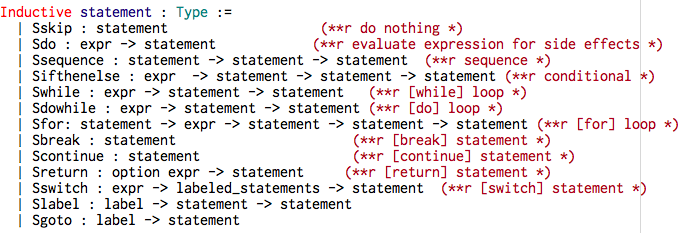 Inductive statement : Type :=
| Sskip : statement (**r do nothing *)
| Sdo : expr -> statement (**r evaluate expression for side effects *)
| Ssequence : statement -> statement -> statement (**r sequence *)
| Sifthenelse : expr -> statement -> statement -> statement (**r conditional *)
| Swhile : expr -> statement -> statement (**r [while] loop *)
| Sdowhile : expr -> statement -> statement (**r [do] loop *)
| Sfor: statement -> expr -> statement -> statement -> statement (**r [for] loop *)
| Sbreak : statement (**r [break] statement *)
| Scontinue : statement (**r [continue] statement *)
| Sreturn : option expr -> statement (**r [return] statement *)
| Sswitch : expr -> labeled_statements -> statement (**r [switch] statement *)
| Slabel : label -> statement -> statement
| Sgoto : label -> statement